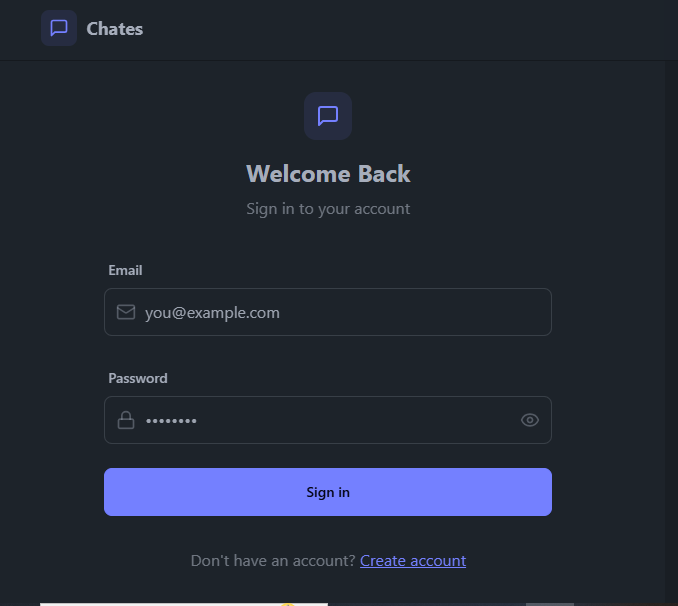 Chates
Welcome Back
Sign in to your account
Email
you@example.com
Password
••••••••
Sign in
Don't have an account? Create account